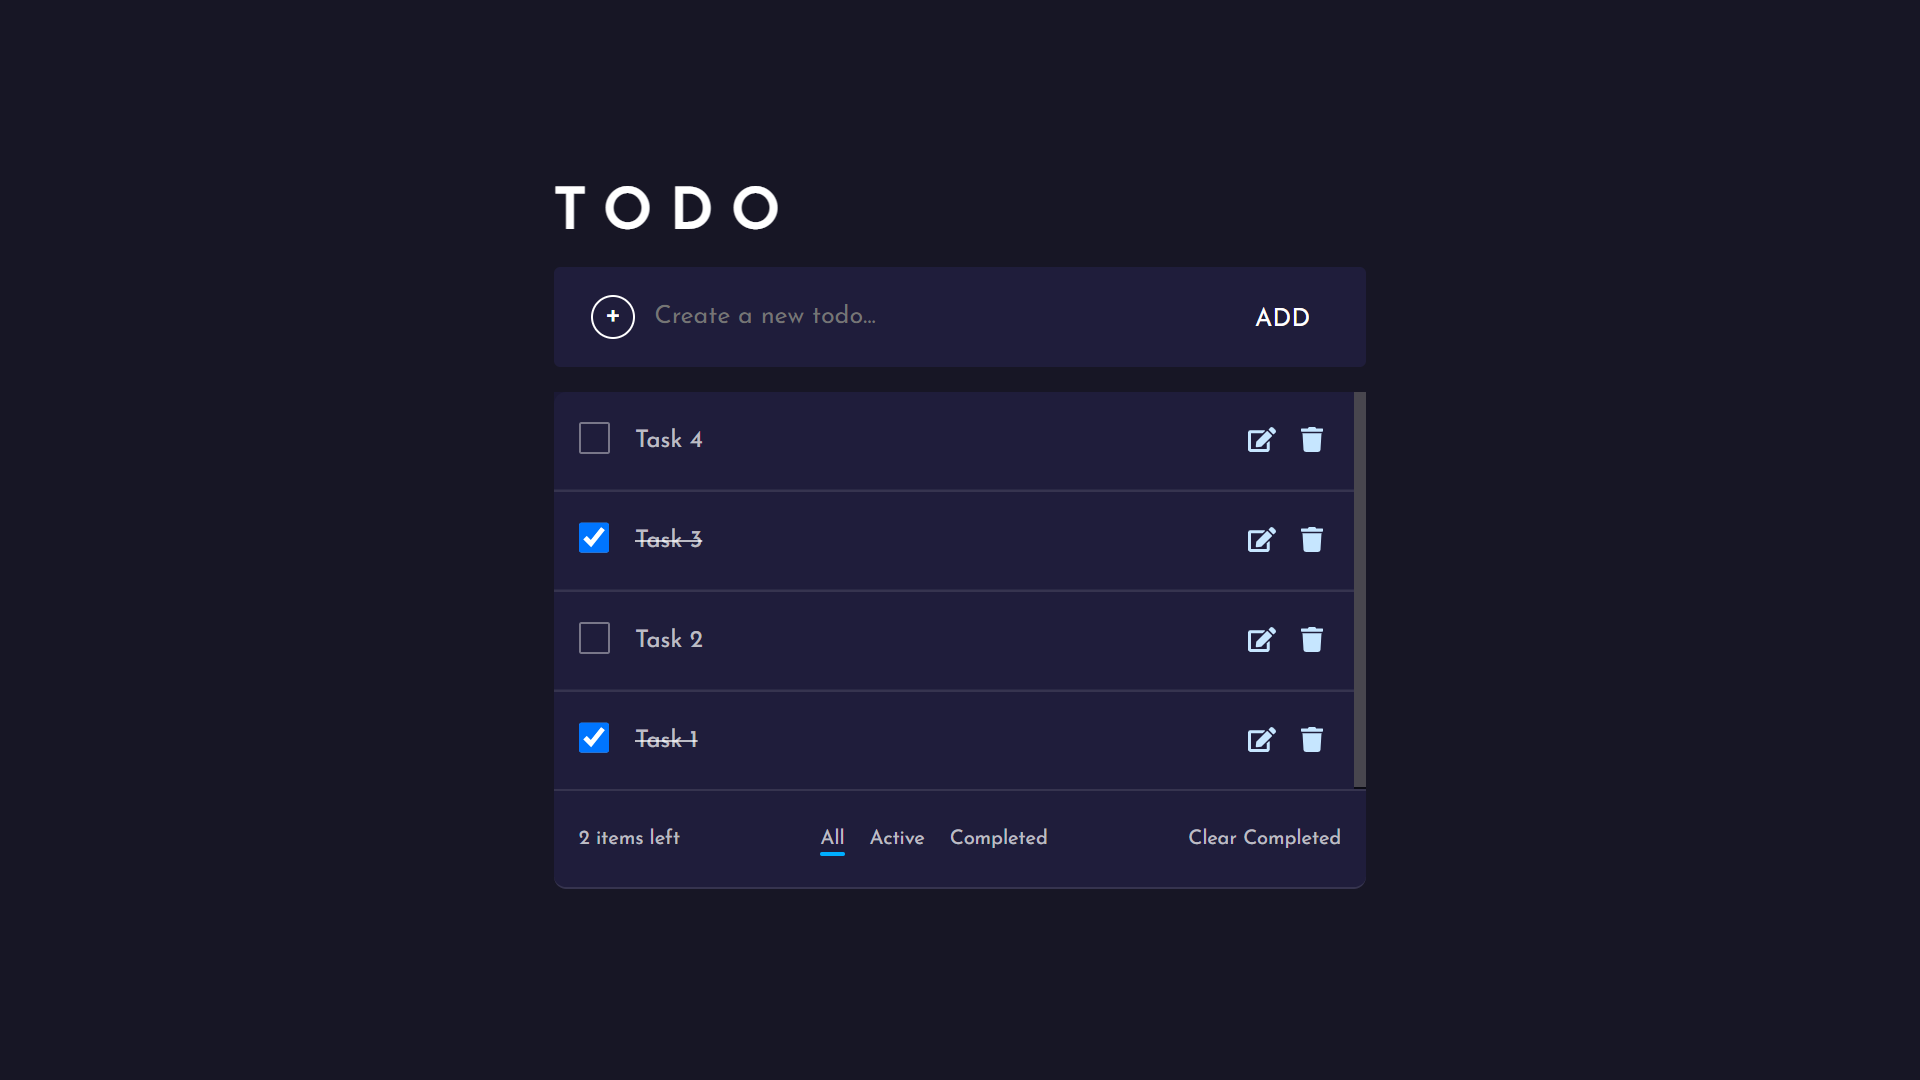 TODO
+ Create a new todo... ADD
Task 4
Task 3
Task 2
Task 1
2 items left All Active Completed Clear Completed